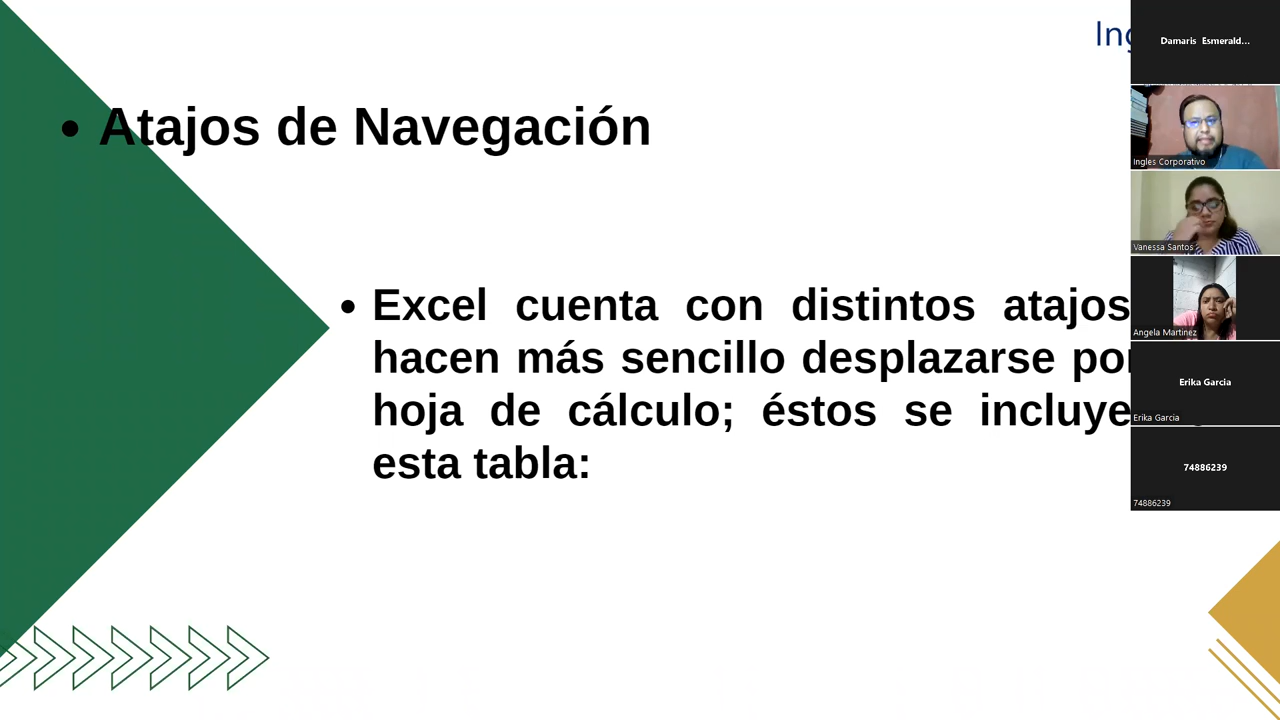 Ing
• Atajos de Navegación
• Excel cuenta con distintos atajos
hacen más sencillo desplazarse por
hoja de cálculo; éstos se incluye
esta tabla:
Damaris Esmerald...
Ingles Corporativo
Vanessa Santos
Angela Martinez
Erika Garcia
Erika Garcia
74886239
74886239